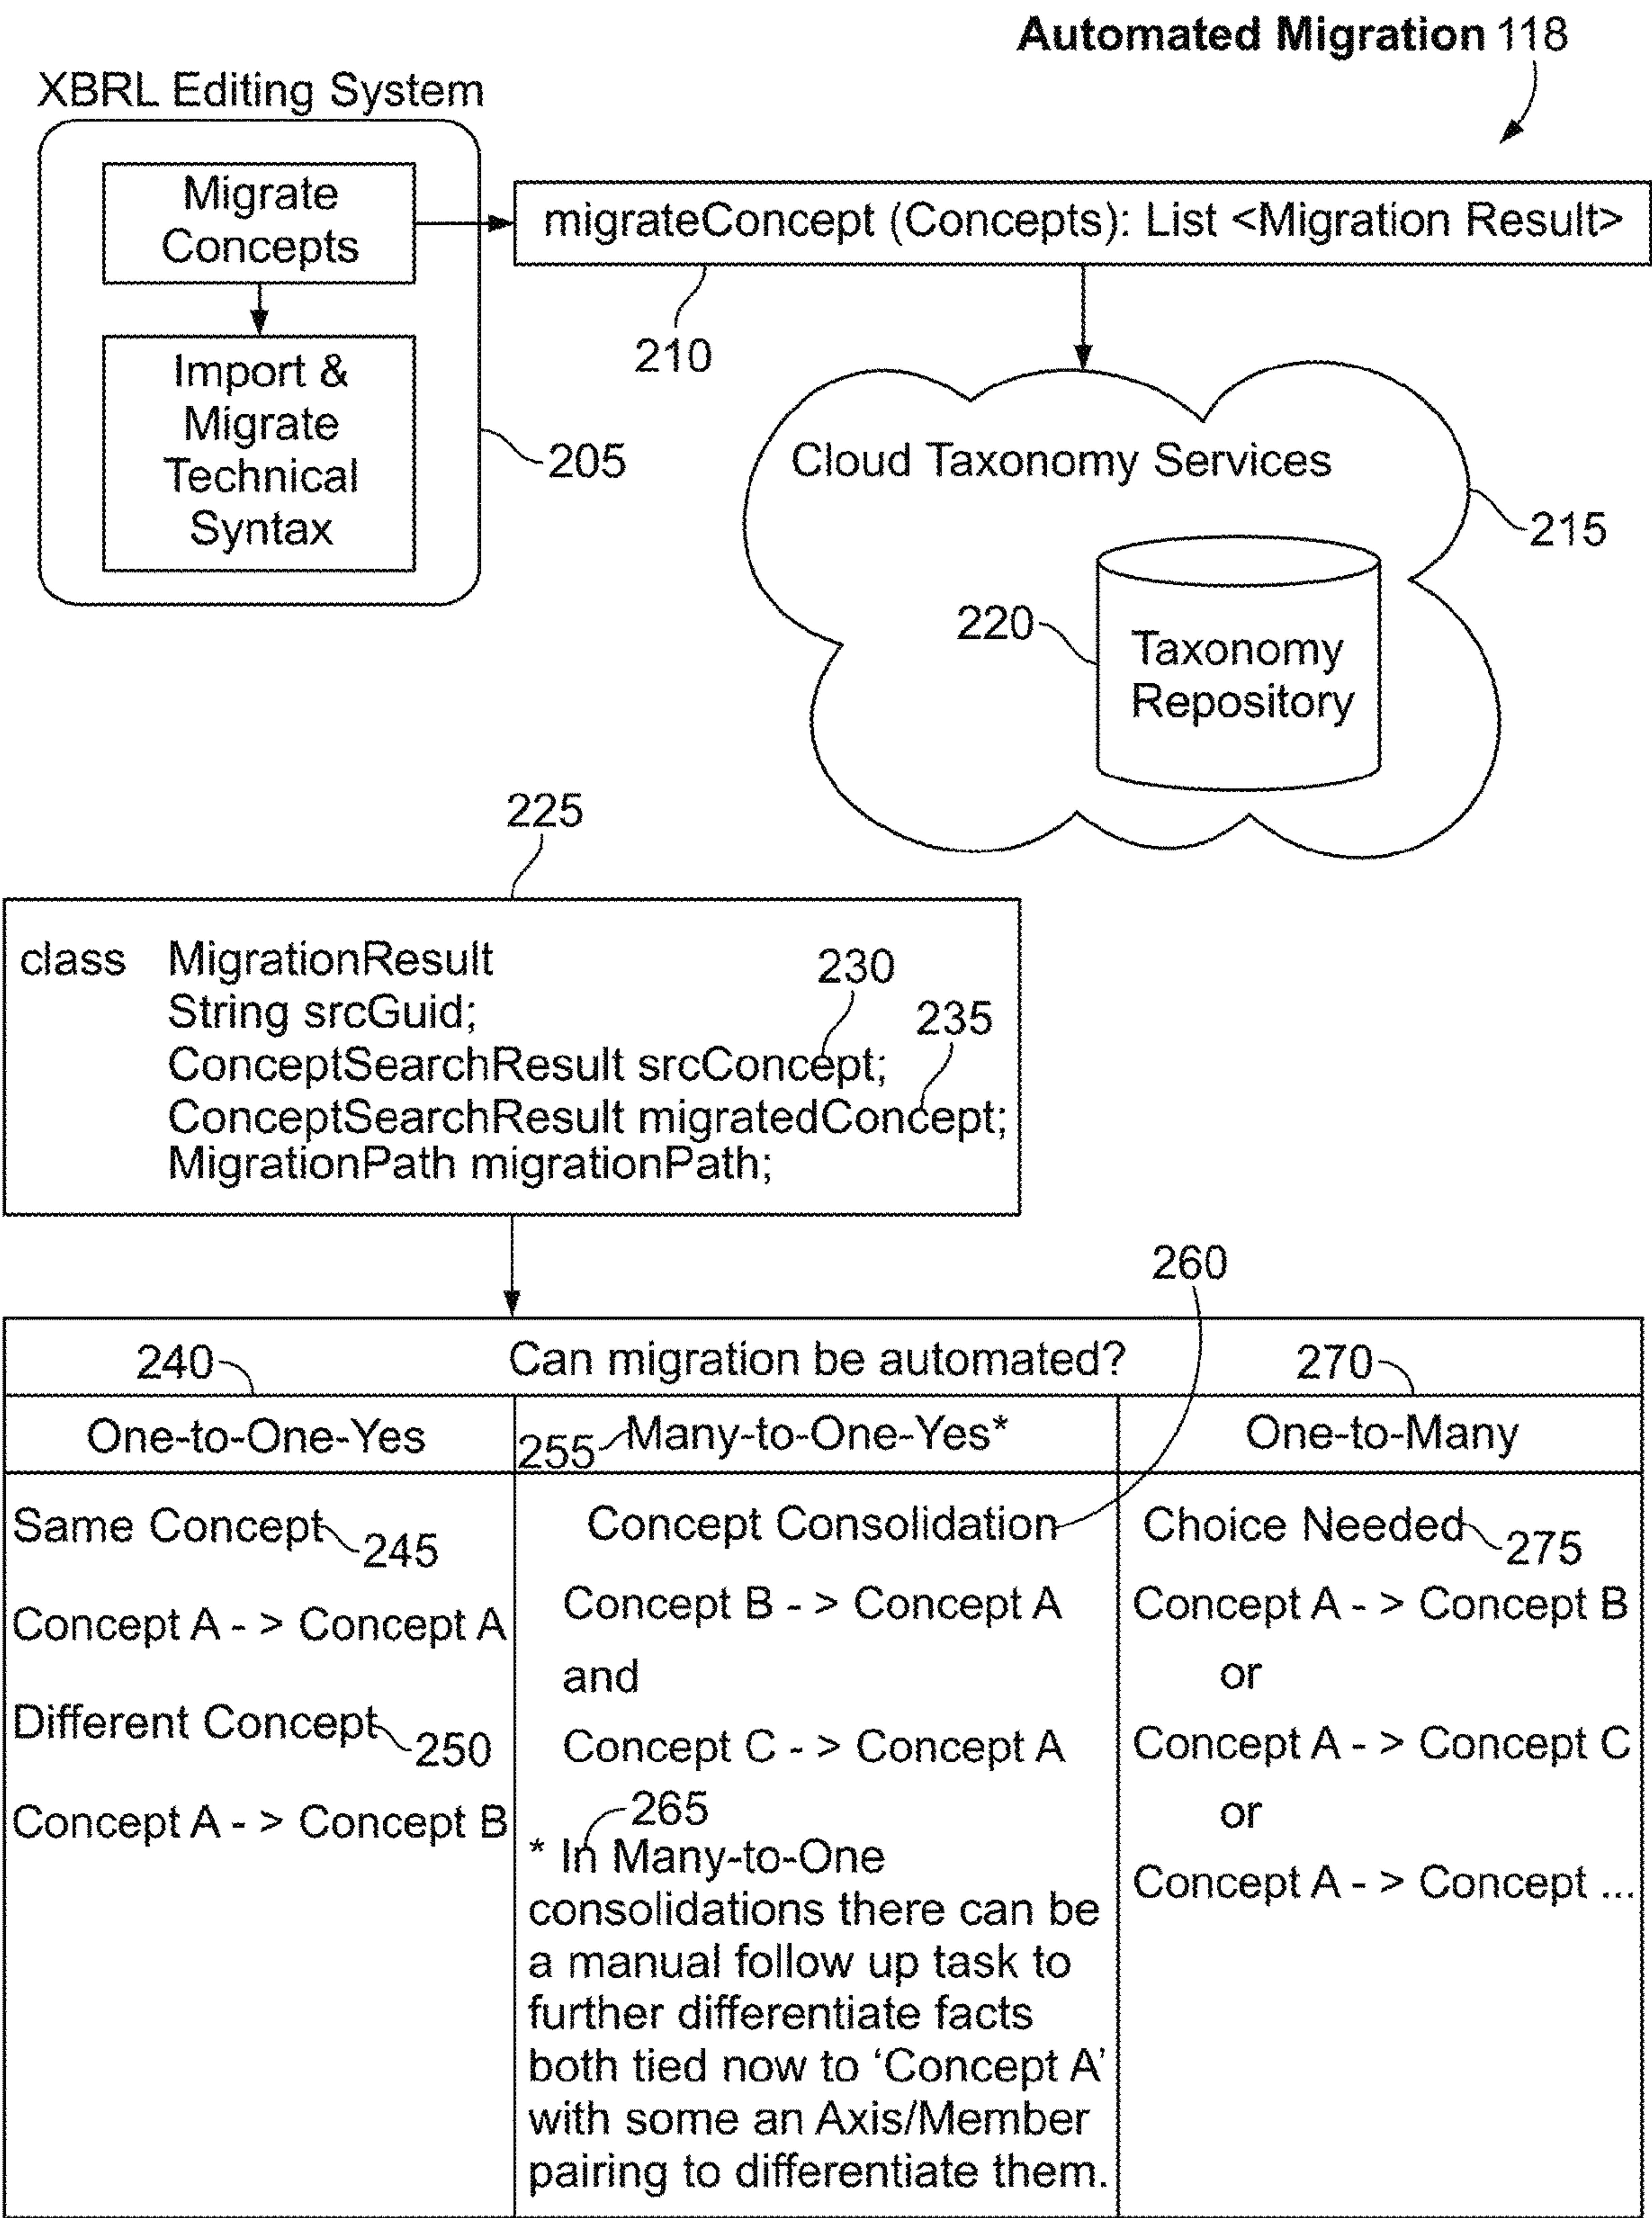 Automated Migration 118
XBRL Editing System
Migrate
Concepts
migrateConcept (Concepts): List <Migration Result>
210
Import &
Migrate
Technical
Syntax
205
Cloud Taxonomy Services
215
220
Taxonomy
Repository
225
class MigrationResult
230
String srcGuid;
235
ConceptSearchResult srcConcept;
ConceptSearchResult migratedConcept;
MigrationPath migrationPath;
260
240
Can migration be automated?
270
One-to-One-Yes
255
Many-to-One-Yes*
One-to-Many
Same Concept
245
Concept A - > Concept A
Different Concept
250
Concept A - > Concept B
Concept Consolidation
Concept B - > Concept A
and
Concept C - > Concept A
265
* In Many-to-One
consolidations there can be
a manual follow up task to
further differentiate facts
both tied now to ‘Concept A’
with some an Axis/Member
pairing to differentiate them.
Choice Needed
275
Concept A - > Concept B
or
Concept A - > Concept C
or
Concept A - > Concept ...